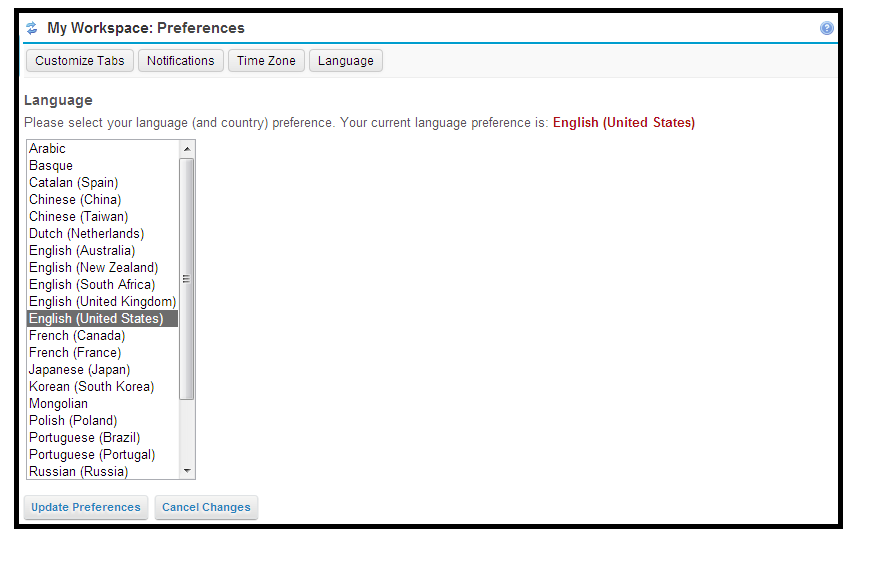 My Workspace: Preferences
Customize Tabs Notifications Time Zone Language
Language
Please select your language (and country) preference. Your current language preference is: English (United States)
Arabic
Basque
Catalan (Spain)
Chinese (China)
Chinese (Taiwan)
Dutch (Netherlands)
English (Australia)
English (New Zealand)
English (South Africa)
English (United Kingdom)
English (United States)
French (Canada)
French (France)
Japanese (Japan)
Korean (South Korea)
Mongolian
Polish (Poland)
Portuguese (Brazil)
Portuguese (Portugal)
Russian (Russia)
Update Preferences Cancel Changes